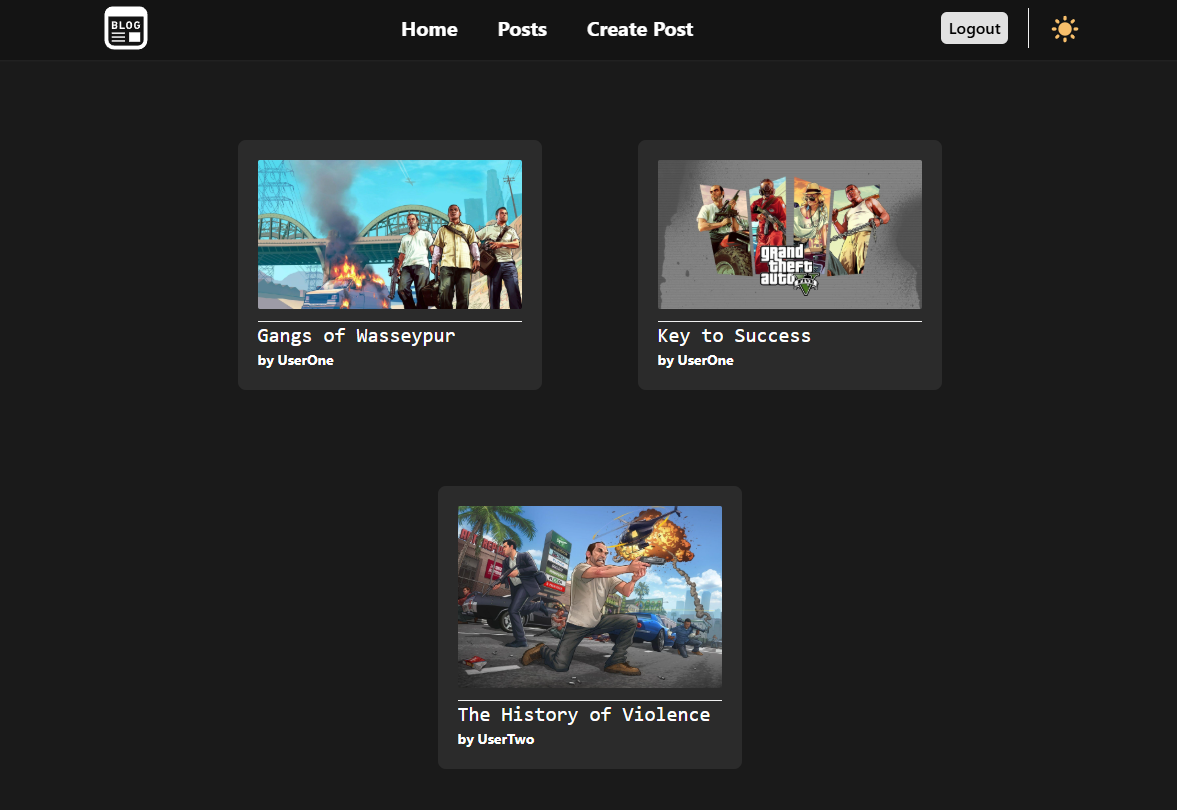 BLOG
Home
Posts
Create Post
Logout
grand
theft
auto
Gangs of Wasseypur
by UserOne
Key to Success
by UserOne
The History of Violence
by UserTwo